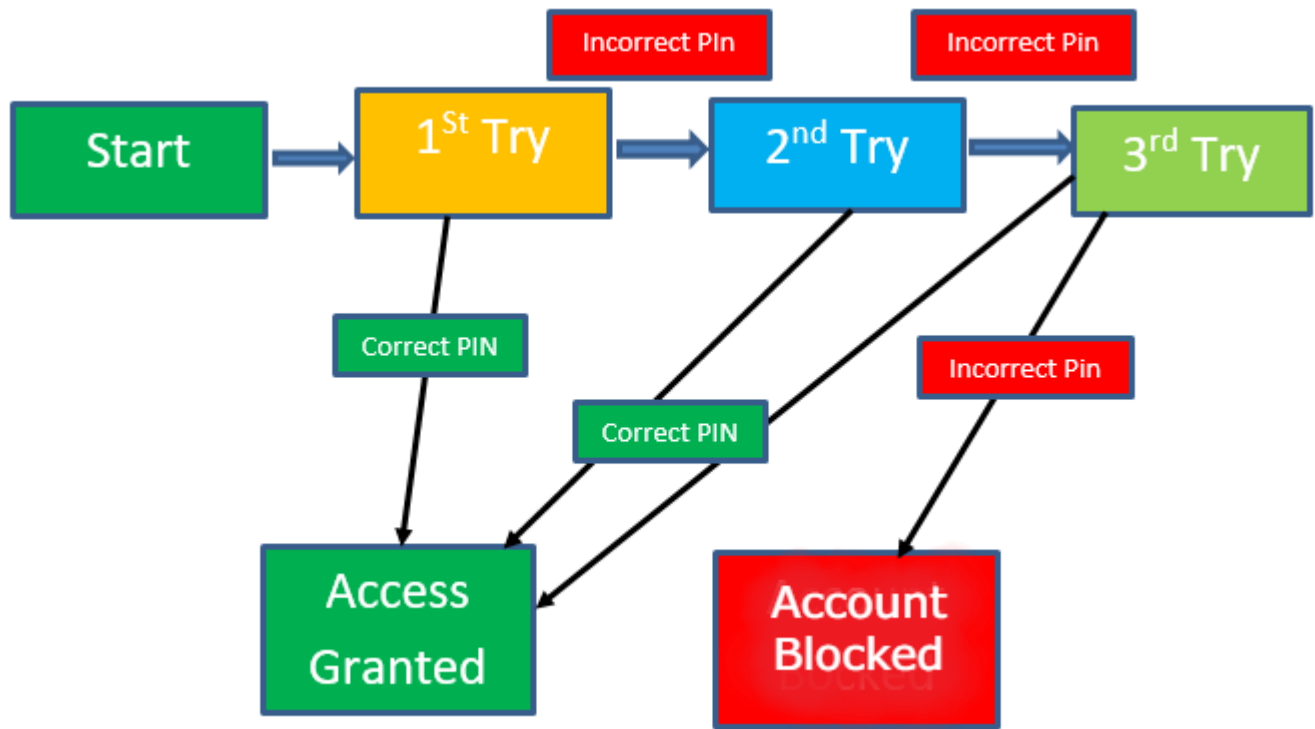 Incorrect PIn
Incorrect Pin
Start
1St Try
2nd Try
3rd Try
Correct PIN
Incorrect Pin
Correct PIN
Access
Granted
Account
Blocked